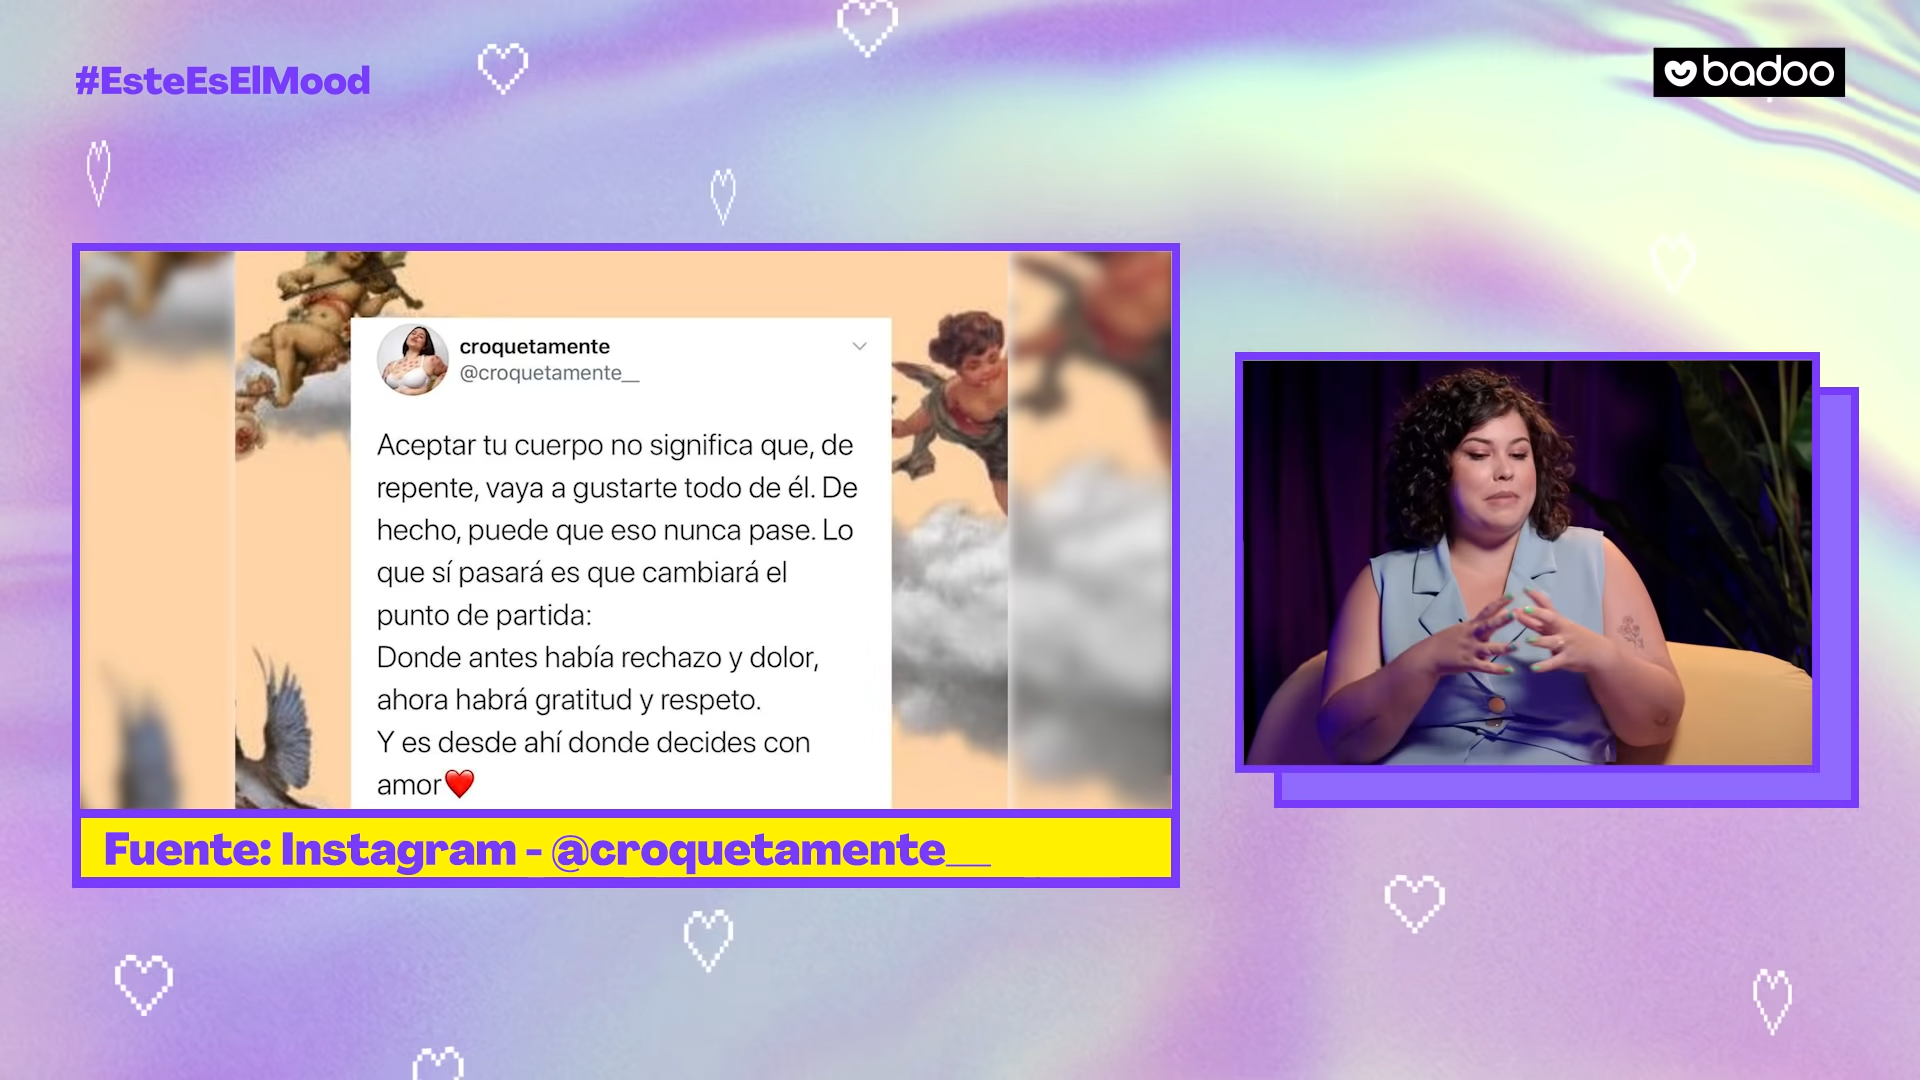 #EsteEsElMood
badoo
croquetamente
@croquetamente__
Aceptar tu cuerpo no significa que, de
repente, vaya a gustarte todo de él. De
hecho, puede que eso nunca pase. Lo
que sí pasará es que cambiará el
punto de partida:
Donde antes había rechazo y dolor,
ahora habrá gratitud y respeto.
Y es desde ahí donde decides con
amor❤️
Fuente: Instagram - @croquetamente__